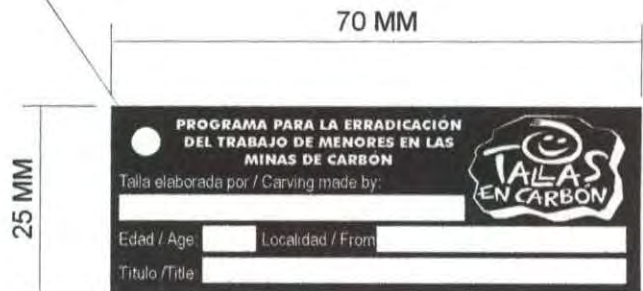 70 MM
25 MM
PROGRAMA PARA LA ERRADICACIÓN
DEL TRABAJO DE MENORES EN LAS
MINAS DE CARBÓN
TALLAS
EN CARBÓN
Talla elaborada por / Carving made by:
Edad / Age:
Localidad / From
Titulo /Title